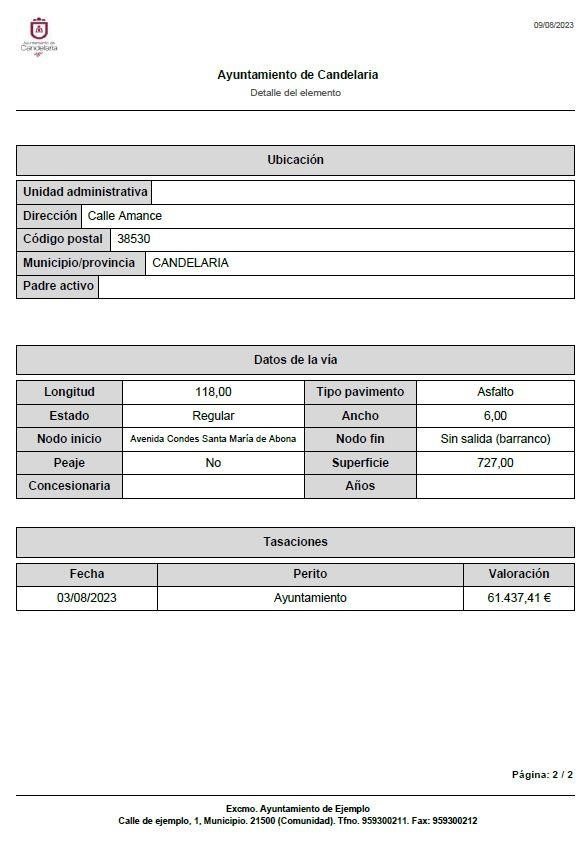 09/08/2023
Ayuntamiento de
Candelaria
Ayuntamiento de Candelaria
Detalle del elemento
Ubicación
Unidad administrativa
Dirección Calle Amance
Código postal 38530
Municipio/provincia CANDELARIA
Padre activo
Datos de la vía
Longitud 118,00 Tipo pavimento Asfalto
Estado Regular Ancho 6,00
Nodo inicio Avenida Condes Santa María de Abona Nodo fin Sin salida (barranco)
Peaje No Superficie 727,00
Concesionaria Años
Tasaciones
Fecha Perito Valoración
03/08/2023 Ayuntamiento 61.437,41 €
Página: 2 / 2
Excmo. Ayuntamiento de Ejemplo
Calle de ejemplo, 1, Municipio. 21500 (Comunidad). Tfno. 959300211. Fax: 959300212